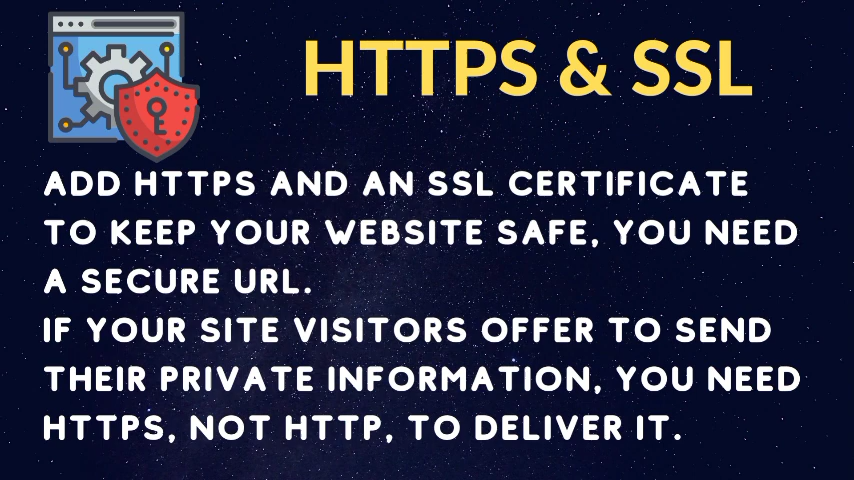 HTTPS & SSL
ADD HTTPS AND AN SSL CERTIFICATE
TO KEEP YOUR WEBSITE SAFE, YOU NEED
A SECURE URL.
IF YOUR SITE VISITORS OFFER TO SEND
THEIR PRIVATE INFORMATION, YOU NEED
HTTPS, NOT HTTP, TO DELIVER IT.